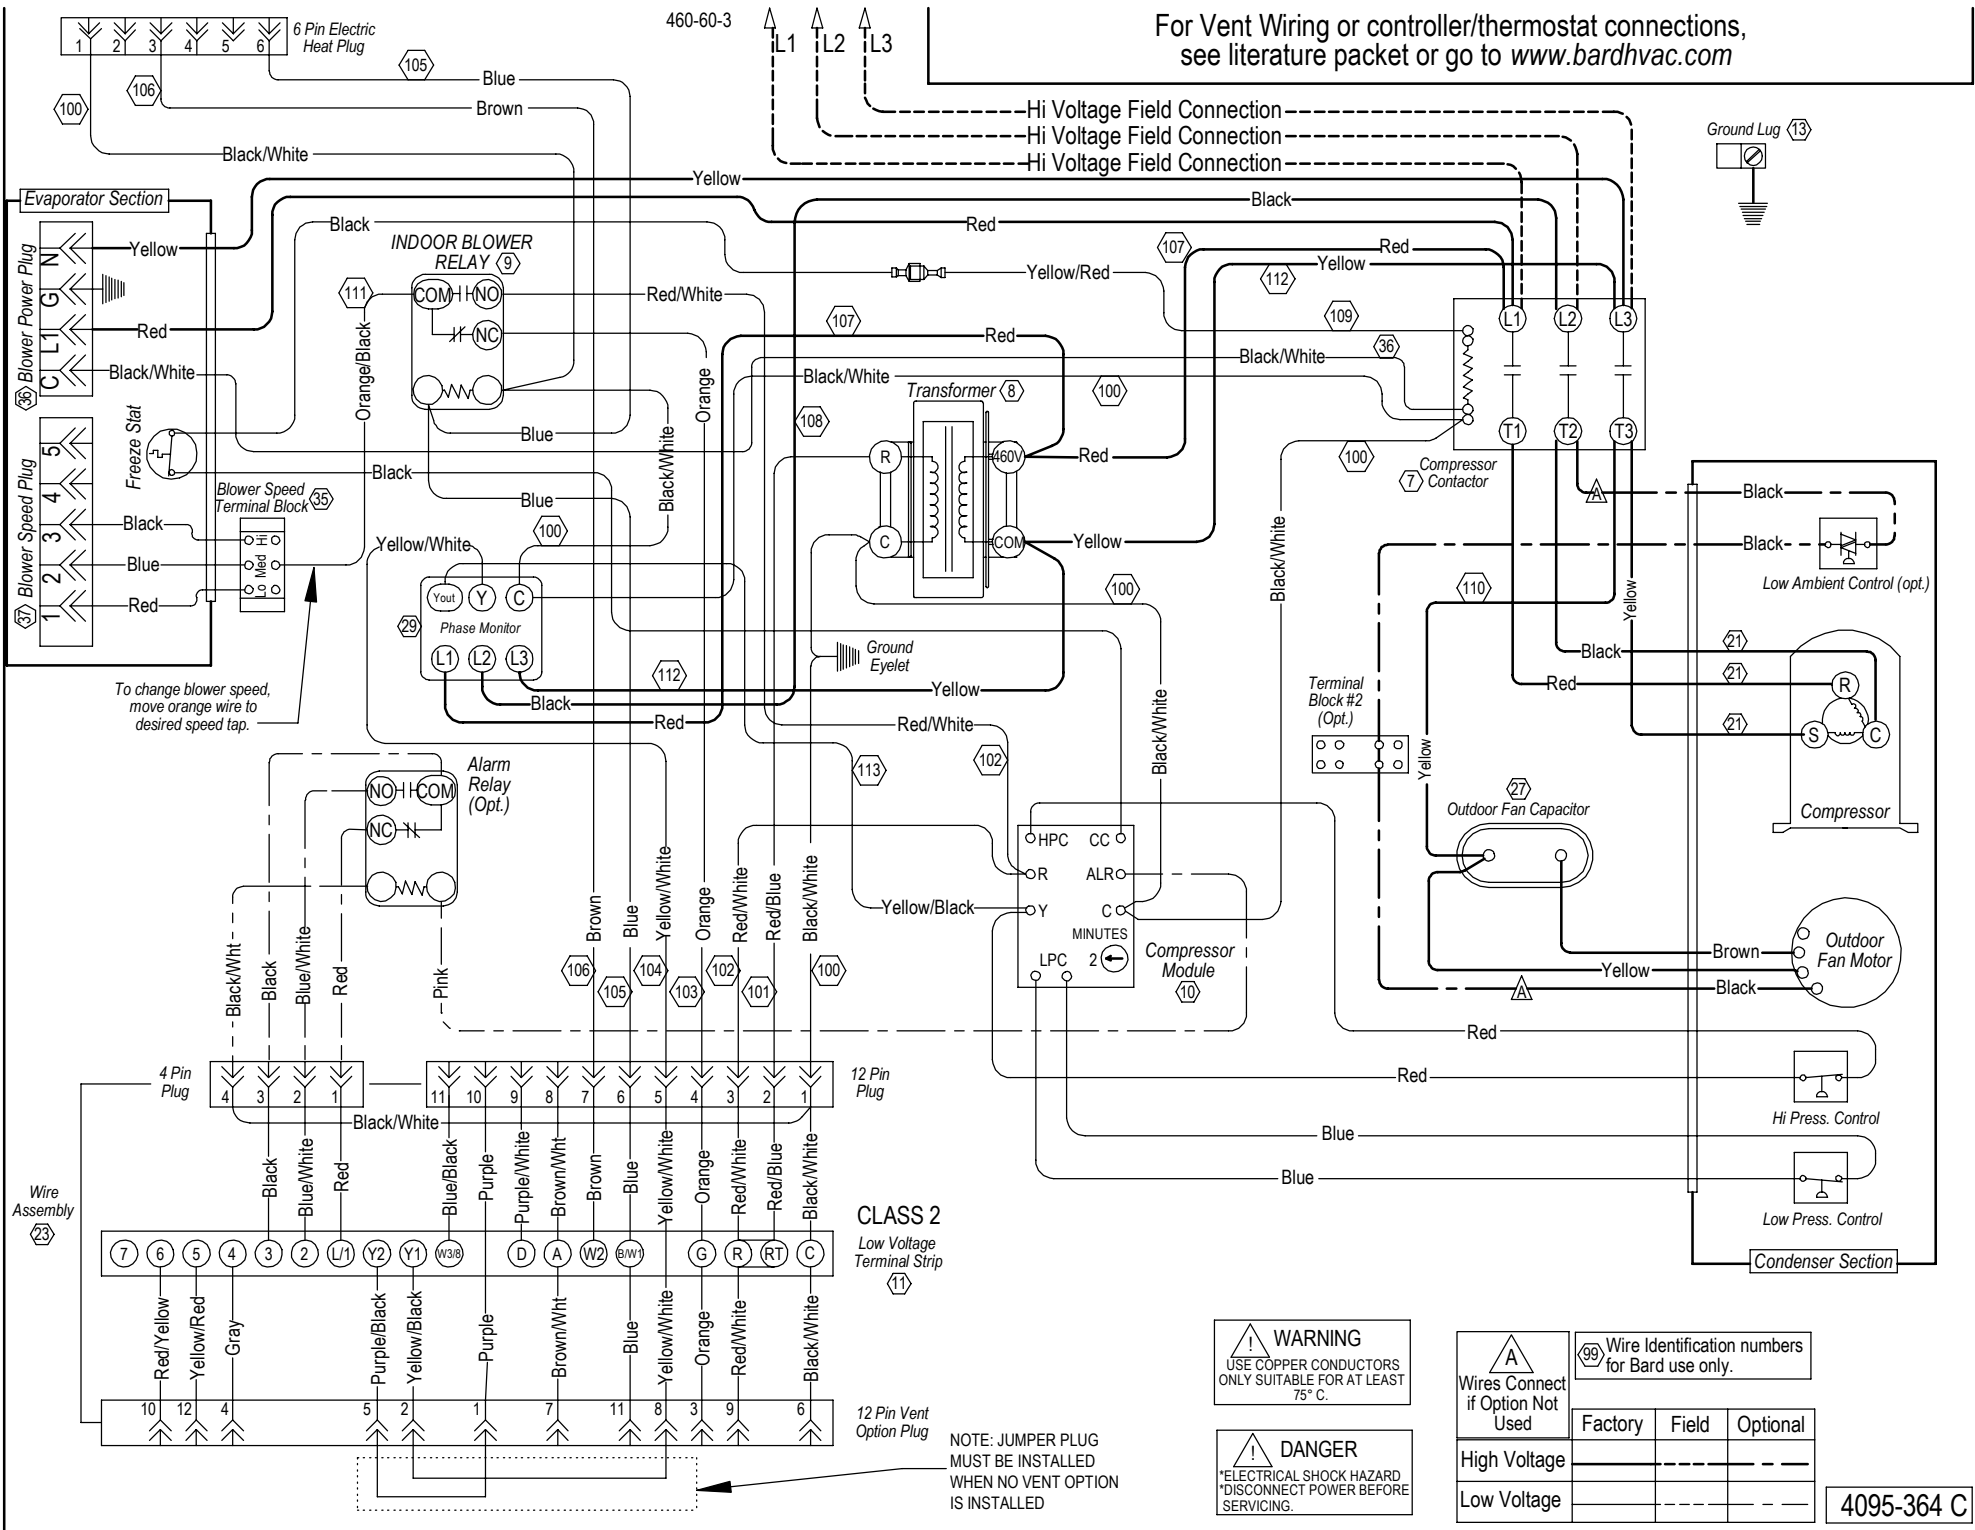 460-60-3
L1
L2
L3
For Vent Wiring or controller/thermostat connections,
see literature packet or go to www.bardhvac.com
6 Pin Electric
Heat Plug
1 2 3 4 5 6
100
106
105
Blue
Brown
Black/White
Hi Voltage Field Connection
Hi Voltage Field Connection
Hi Voltage Field Connection
Ground Lug 13
Evaporator Section
Yellow
Black
Red
Black
Yellow
Red
Black/White
N
G
L1
C
36 Blower Power Plug
5
4
3
2
1
37 Blower Speed Plug
Freeze Stat
Black
Blue
Red
Blower Speed
Terminal Block 35
Hi
Med
Lo
To change blower speed,
move orange wire to
desired speed tap.
INDOOR BLOWER
RELAY 9
COM
NO
NC
111
Orange/Black
Red/White
Orange
Blue
Black
Blue
Black/White
100
Yellow/White
Yout
Y
C
Phase Monitor
29
L1
L2
L3
112
Yellow
Black
Red
107
Red
Black/White
108
Transformer 8
R
C
460V
COM
Red
Yellow
Yellow/Red
107
Red
112
Yellow
109
36
Black/White
100
100
L1
L2
L3
T1
T2
T3
7 Compressor
Contactor
Black/White
Ground
Eyelet
100
Black/White
Red/White
102
113
Yellow/Black
Alarm
Relay
(Opt.)
NO
COM
NC
Black/Wht
Black
Blue/White
Red
Pink
Brown
Blue
Yellow/White
Orange
Red/White
Red/Blue
Black/White
106
105
104
103
102
101
100
HPC
CC
R
ALR
Y
C
MINUTES
2
LPC
Compressor
Module
10
A
Black
Black
Low Ambient Control (opt.)
110
Yellow
Black
Red
21
21
21
Terminal
Block #2
(Opt.)
Yellow
R
S
C
Compressor
27
Outdoor Fan Capacitor
Brown
Yellow
Black
A
Outdoor
Fan Motor
Red
Red
Hi Press. Control
Blue
Blue
Low Press. Control
Condenser Section
4 Pin
Plug
4 3 2 1
11 10 9 8 7 6 5 4 3 2 1
12 Pin
Plug
Black/White
Wire
Assembly
23
Black
Blue/White
Red
Blue/Black
Purple
Purple/White
Brown/Wht
Brown
Blue
Yellow/White
Orange
Red/White
Red/Blue
Black/White
7 6 5 4 3 2 L/1 Y2 Y1 W3/8 D A W2 B/W1 G R RT C
CLASS 2
Low Voltage
Terminal Strip
11
Red/Yellow
Yellow/Red
Gray
Purple/Black
Yellow/Black
Purple
Brown/Wht
Blue
Yellow/White
Orange
Red/White
Black/White
10 12 4 5 2 1 7 11 8 3 9 6
12 Pin Vent
Option Plug
NOTE: JUMPER PLUG
MUST BE INSTALLED
WHEN NO VENT OPTION
IS INSTALLED
! WARNING
USE COPPER CONDUCTORS
ONLY SUITABLE FOR AT LEAST
75° C.
! DANGER
*ELECTRICAL SHOCK HAZARD
*DISCONNECT POWER BEFORE
SERVICING.
A
Wires Connect
if Option Not
Used
99 Wire Identification numbers
for Bard use only.
Factory Field Optional
High Voltage
Low Voltage
4095-364 C